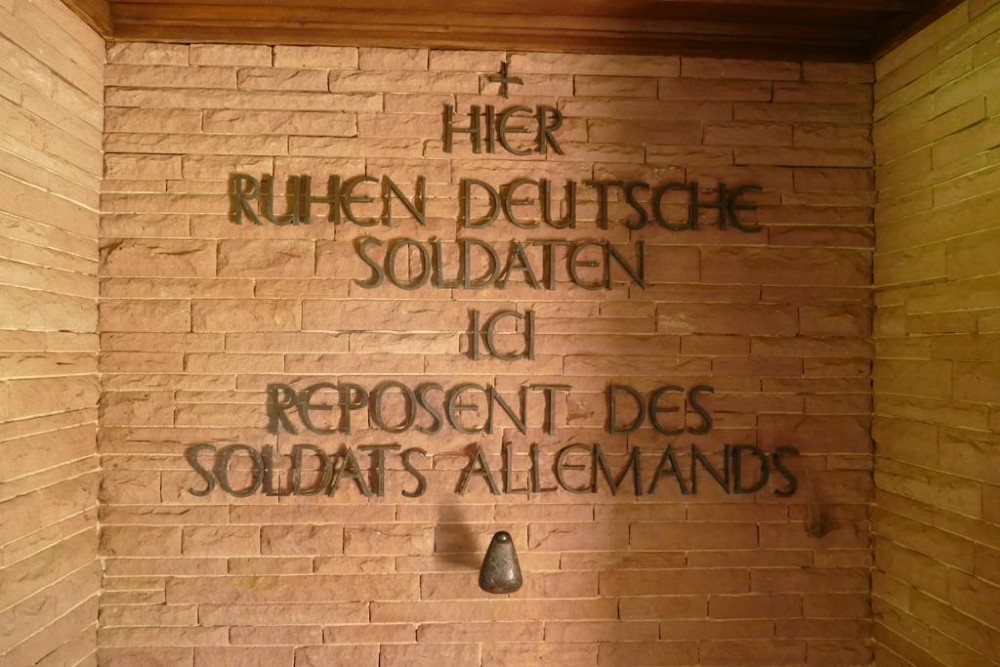 HIER
RUHEN DEUTSCHE
SOLDATEN
ICI
REPOSENT DES
SOLDATS ALLEMANDS